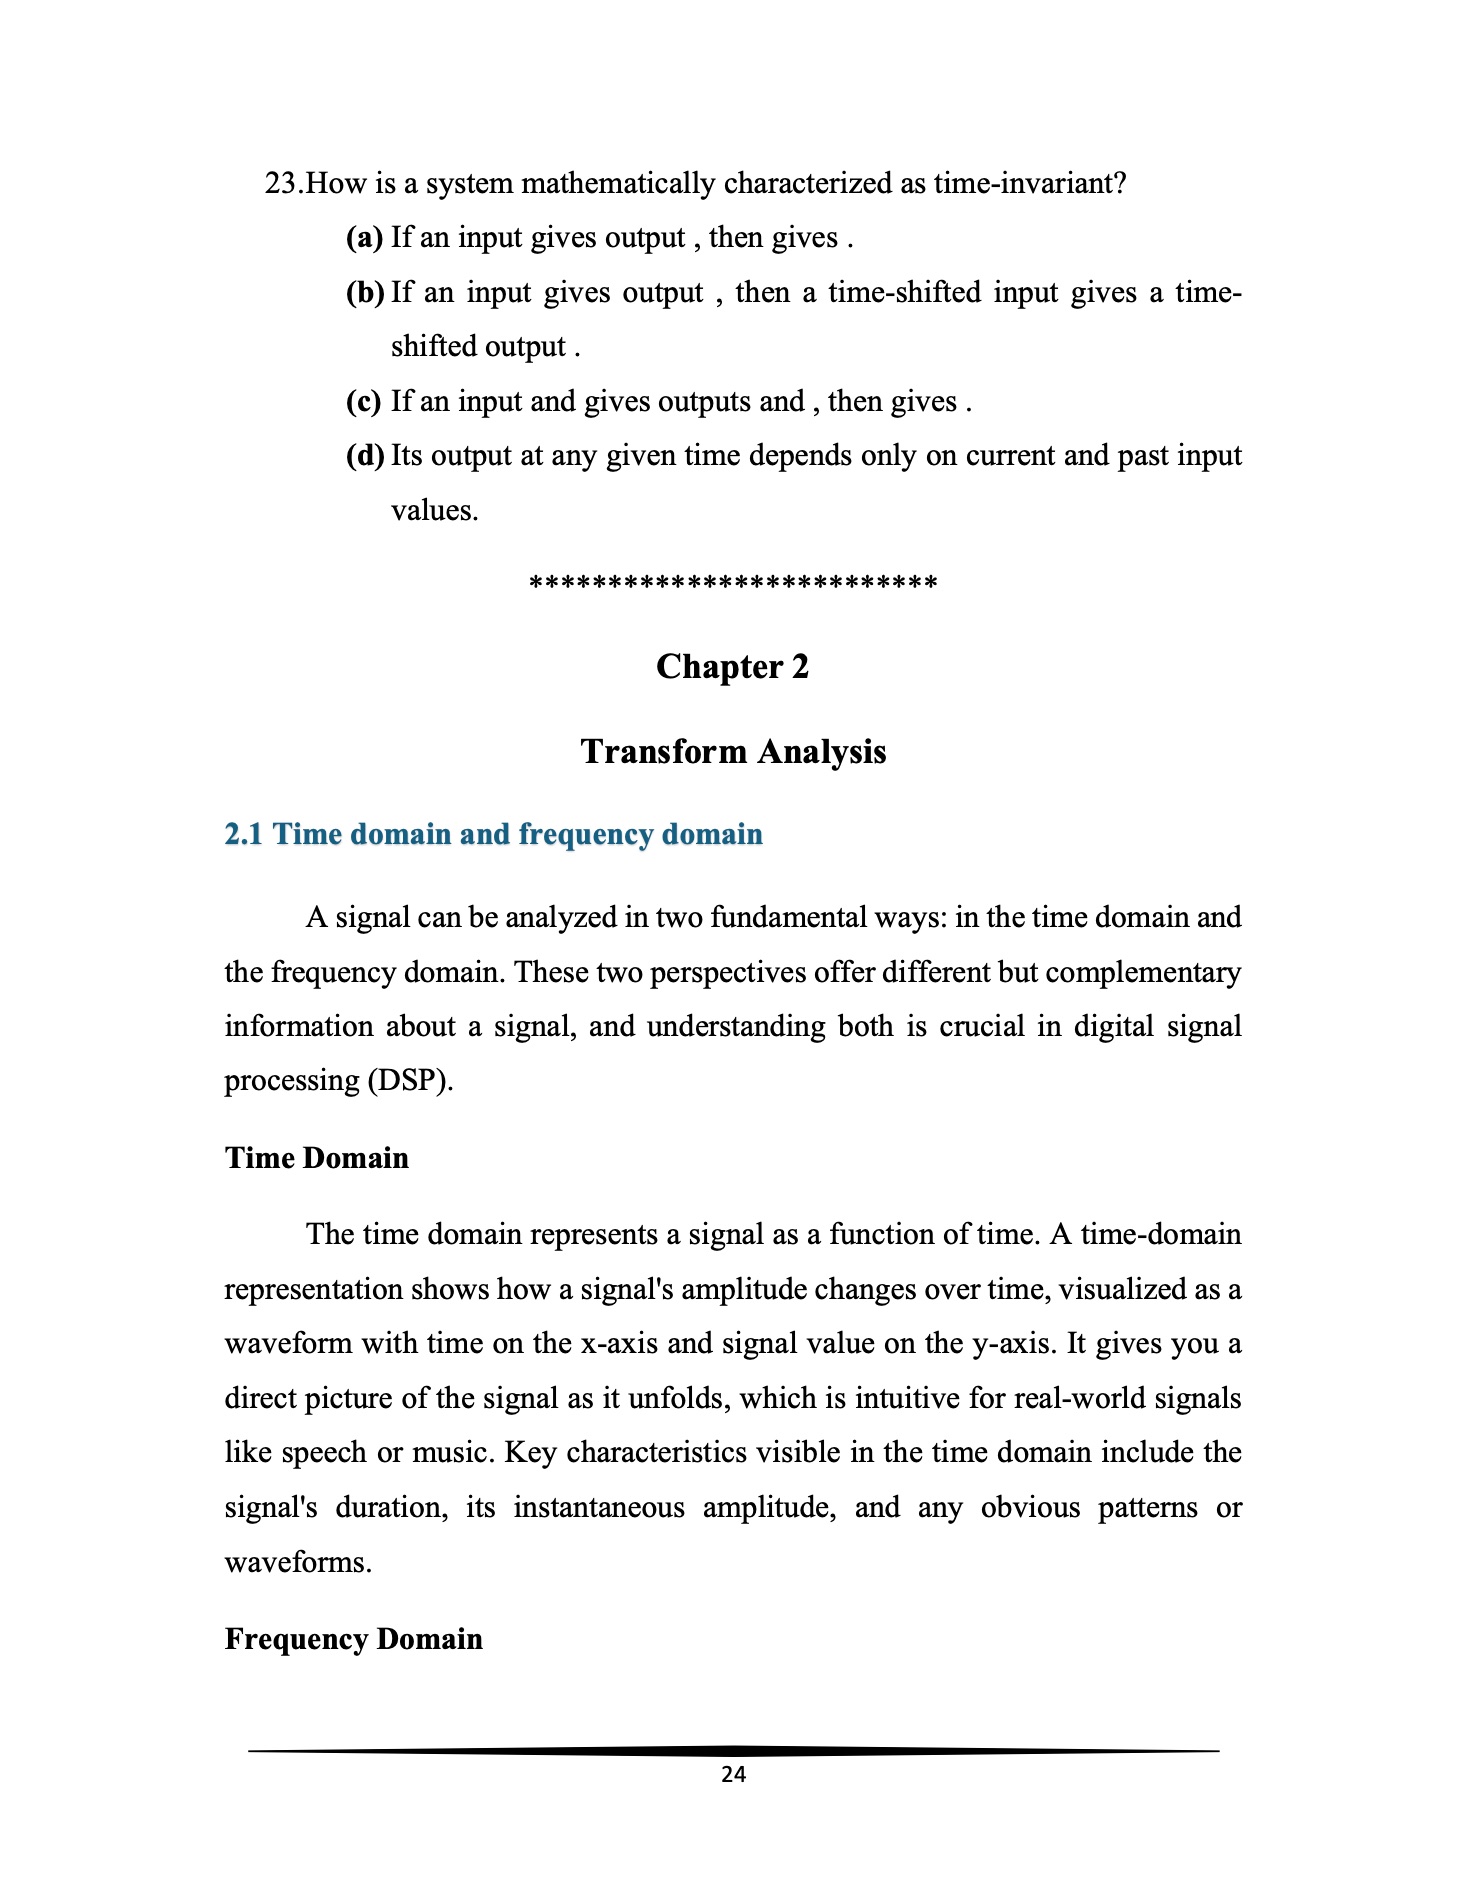 23.How is a system mathematically characterized as time-invariant?
(a) If an input gives output , then gives .
(b) If an input gives output , then a time-shifted input gives a time-
shifted output .
(c) If an input and gives outputs and , then gives .
(d) Its output at any given time depends only on current and past input
values.
**************************
Chapter 2
Transform Analysis
2.1 Time domain and frequency domain
A signal can be analyzed in two fundamental ways: in the time domain and
the frequency domain. These two perspectives offer different but complementary
information about a signal, and understanding both is crucial in digital signal
processing (DSP).
Time Domain
The time domain represents a signal as a function of time. A time-domain
representation shows how a signal's amplitude changes over time, visualized as a
waveform with time on the x-axis and signal value on the y-axis. It gives you a
direct picture of the signal as it unfolds, which is intuitive for real-world signals
like speech or music. Key characteristics visible in the time domain include the
signal's duration, its instantaneous amplitude, and any obvious patterns or
waveforms.
Frequency Domain
24